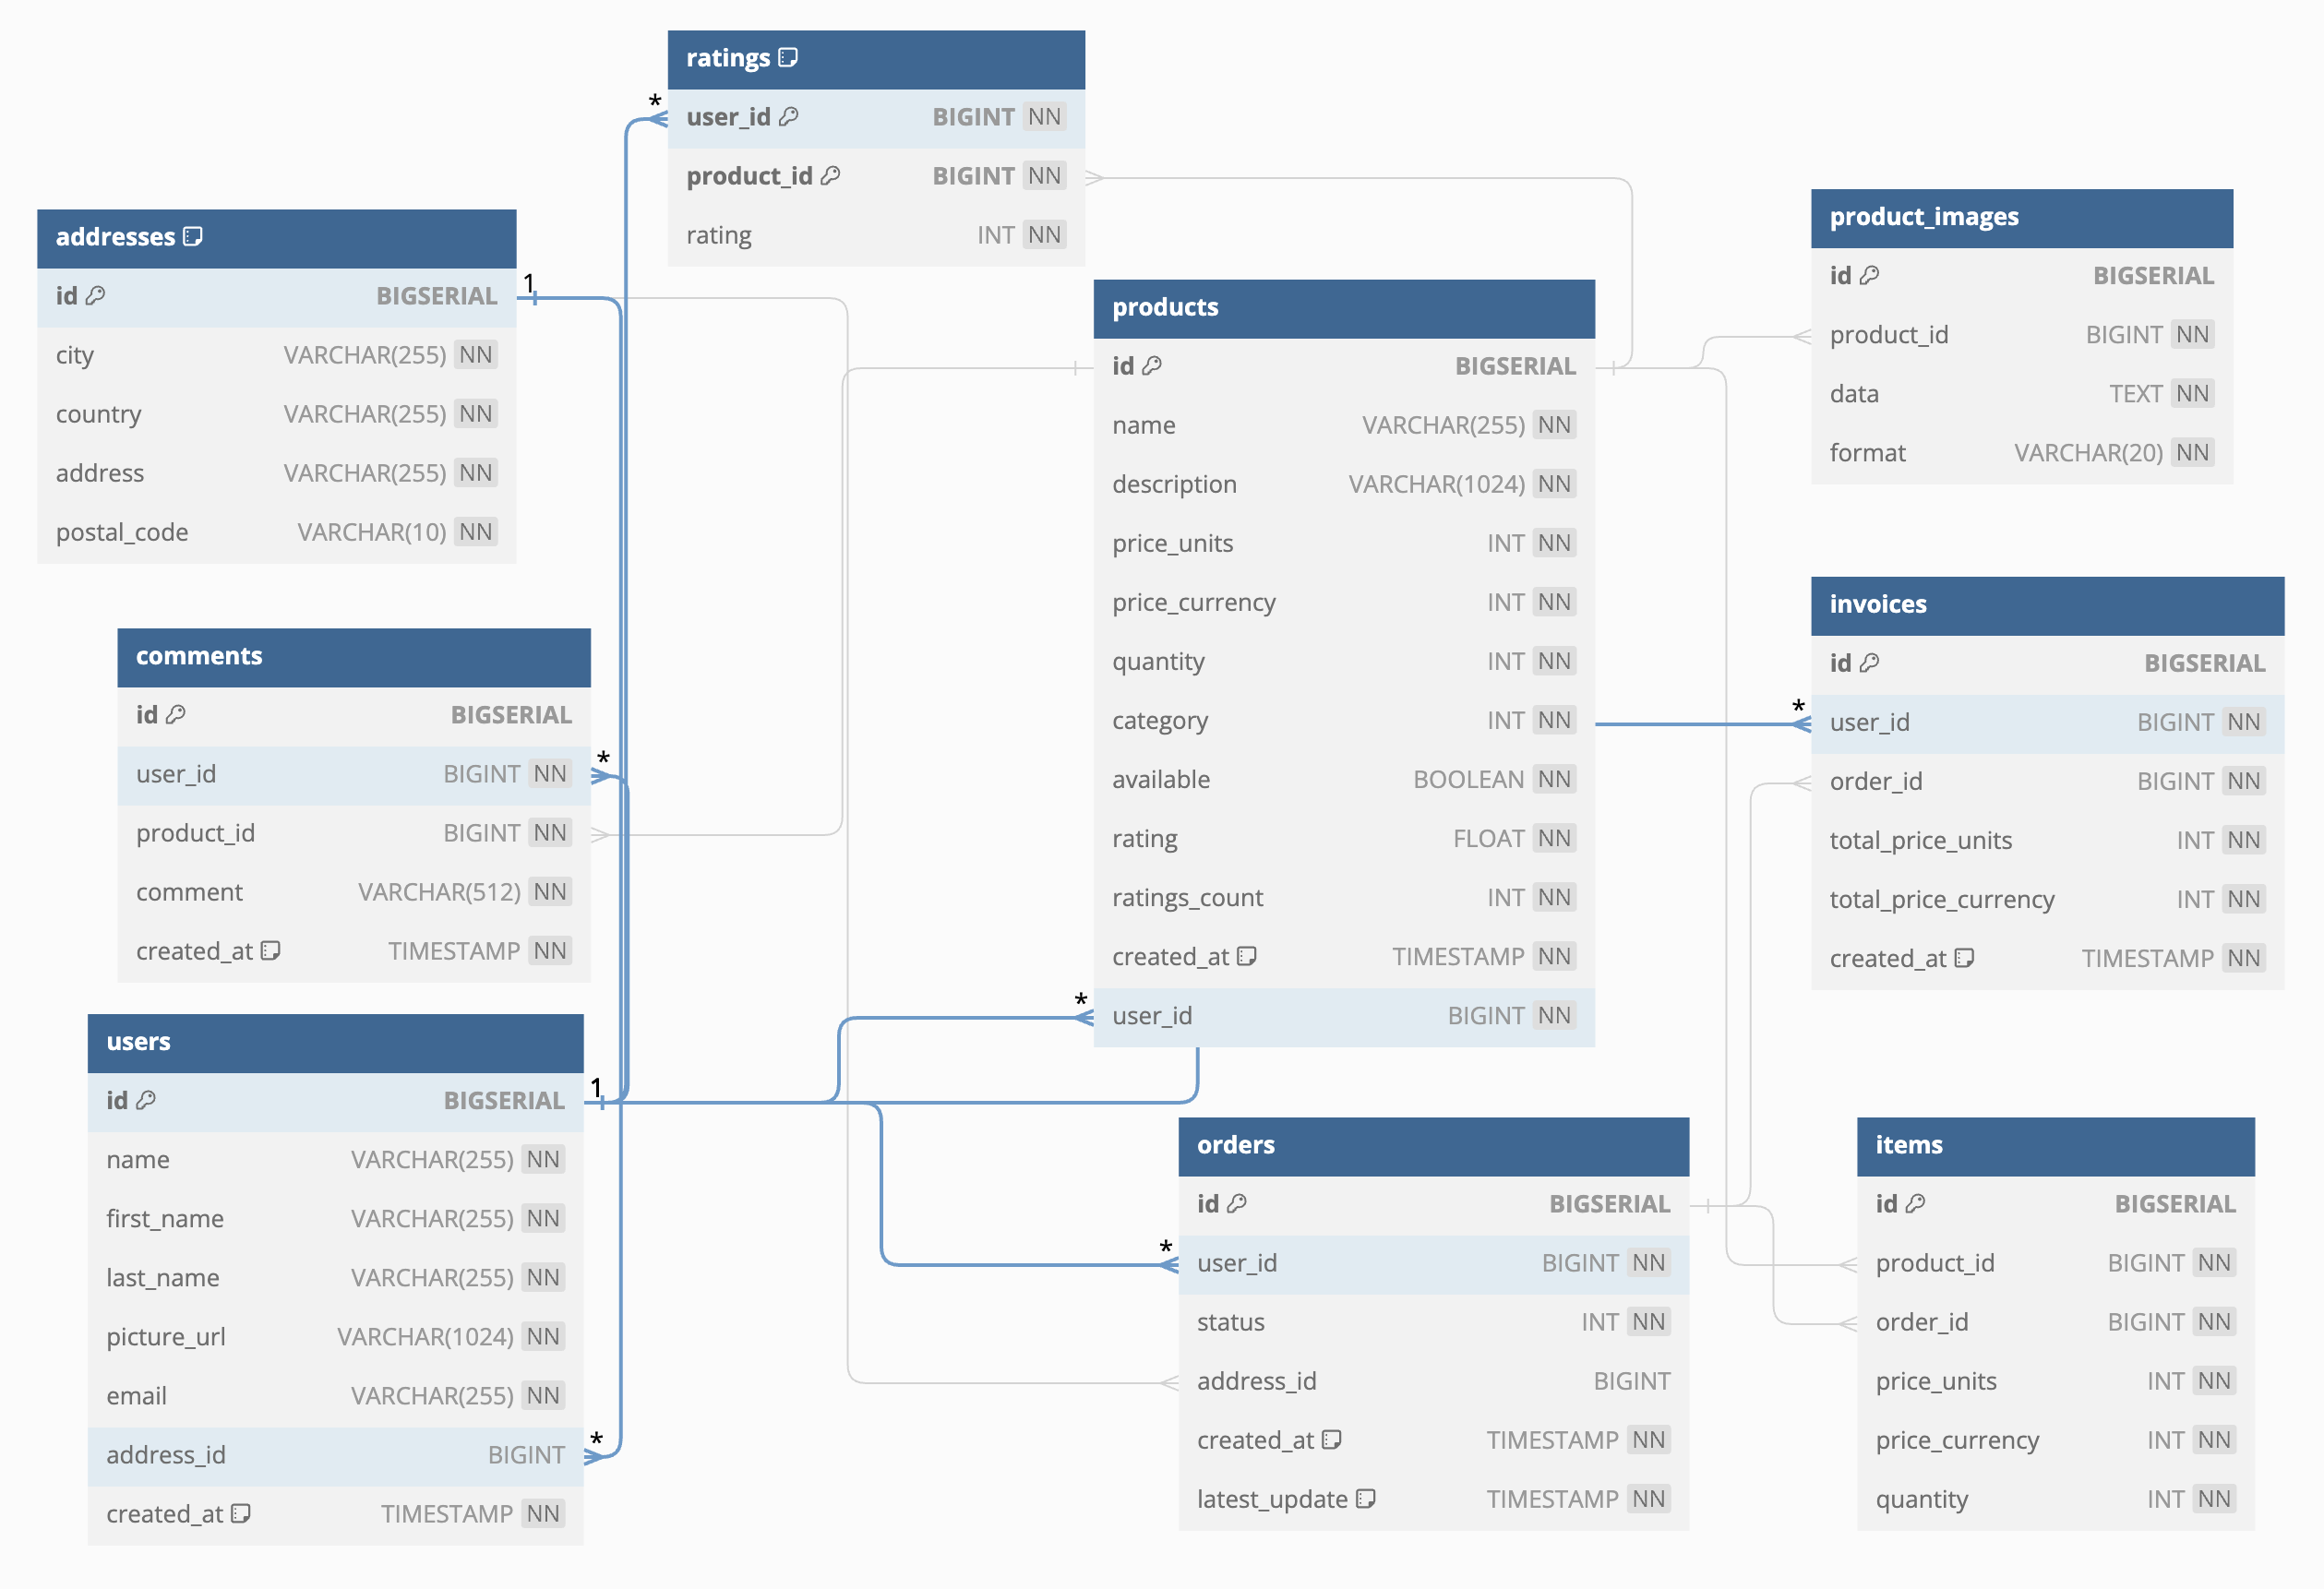 ratings
user_id BIGINT NN
product_id BIGINT NN
rating INT NN
*
addresses
id BIGSERIAL
city VARCHAR(255) NN
country VARCHAR(255) NN
address VARCHAR(255) NN
postal_code VARCHAR(10) NN
1
product_images
id BIGSERIAL
product_id BIGINT NN
data TEXT NN
format VARCHAR(20) NN
products
id BIGSERIAL
name VARCHAR(255) NN
description VARCHAR(1024) NN
price_units INT NN
price_currency INT NN
quantity INT NN
category INT NN
available BOOLEAN NN
rating FLOAT NN
ratings_count INT NN
created_at TIMESTAMP NN
user_id BIGINT NN
*
comments
id BIGSERIAL
user_id BIGINT NN
product_id BIGINT NN
comment VARCHAR(512) NN
created_at TIMESTAMP NN
*
invoices
id BIGSERIAL
user_id BIGINT NN
order_id BIGINT NN
total_price_units INT NN
total_price_currency INT NN
created_at TIMESTAMP NN
*
users
id BIGSERIAL
name VARCHAR(255) NN
first_name VARCHAR(255) NN
last_name VARCHAR(255) NN
picture_url VARCHAR(1024) NN
email VARCHAR(255) NN
address_id BIGINT
created_at TIMESTAMP NN
1
*
orders
id BIGSERIAL
user_id BIGINT NN
status INT NN
address_id BIGINT
created_at TIMESTAMP NN
latest_update TIMESTAMP NN
*
items
id BIGSERIAL
product_id BIGINT NN
order_id BIGINT NN
price_units INT NN
price_currency INT NN
quantity INT NN